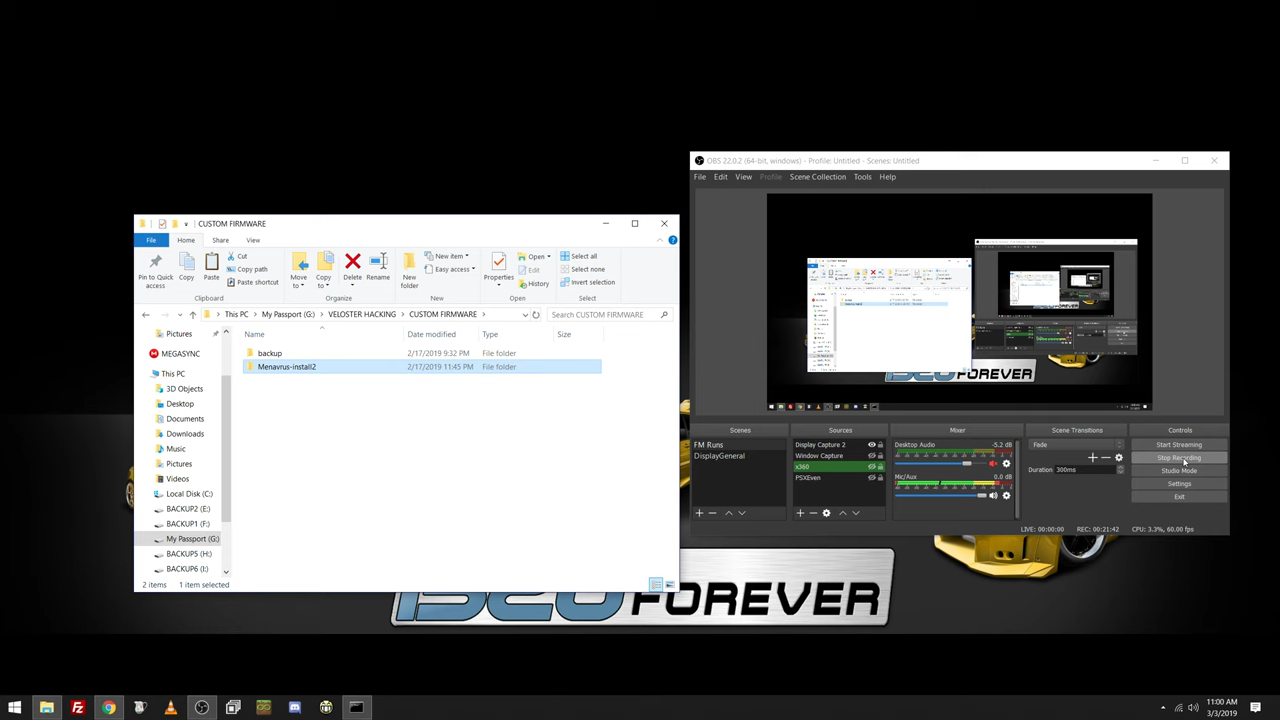 CUSTOM FIRMWARE
File Home Share View
Pin to Quick access
Copy
Paste
Cut
Copy path
Paste shortcut
Clipboard
Move to
Copy to
Delete
Rename
Organize
New folder
New item
Easy access
New
Properties
Open
Edit
History
Open
Select all
Select none
Invert selection
Select
This PC My Passport (G:) VELOSTER HACKING CUSTOM FIRMWARE
Search CUSTOM FIRMWARE
Name Date modified Type Size
backup 2/17/2019 9:32 PM File folder
Menavrus-install2 2/17/2019 11:45 PM File folder
Pictures
MEGASYNC
This PC
3D Objects
Desktop
Documents
Downloads
Music
Pictures
Videos
Local Disk (C:)
BACKUP2 (E:)
BACKUP1 (F:)
My Passport (G:)
BACKUP5 (H:)
BACKUP6 (I:)
2 items 1 item selected
OBS 22.0.2 (64-bit, windows) - Profile: Untitled - Scenes: Untitled
File Edit View Profile Scene Collection Tools Help
Scenes
FM Runs
DisplayGeneral
Sources
Display Capture 2
Window Capture
x360
PSXEven
Mixer
Desktop Audio -5.2 dB
Mic/Aux 0.0 dB
Scene Transitions
Fade
Duration 300ms
Controls
Start Streaming
Stop Recording
Studio Mode
Settings
Exit
LIVE: 00:00:00 REC: 00:21:42 CPU: 3.3%, 60.00 fps
1320FOREVER
11:00 AM
3/3/2019